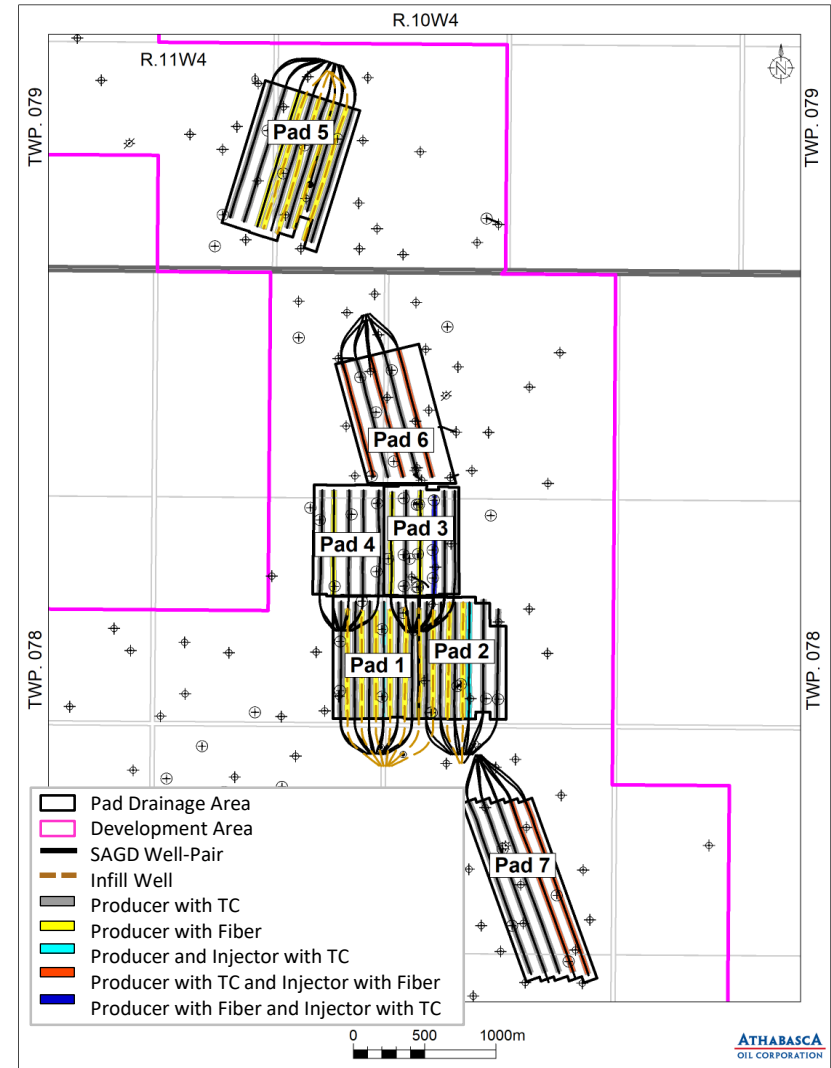 R.10W4
R.11W4
N
TWP. 079
TWP. 079
Pad 5
Pad 6
Pad 4
Pad 3
Pad 1
Pad 2
TWP. 078
TWP. 078
Pad 7
Pad Drainage Area
Development Area
SAGD Well-Pair
Infill Well
Producer with TC
Producer with Fiber
Producer and Injector with TC
Producer with TC and Injector with Fiber
Producer with Fiber and Injector with TC
0 500 1000m
ATHABASCA
OIL CORPORATION